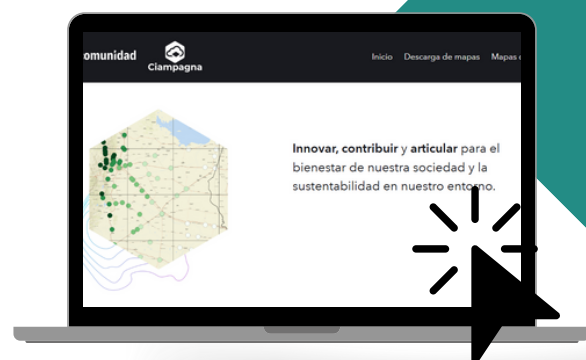 omunidad
Ciampagna
Inicio Descarga de mapas Mapas
Innovar, contribuir y articular para el
bienestar de nuestra sociedad y la
sustentabilidad en nuestro entorno.